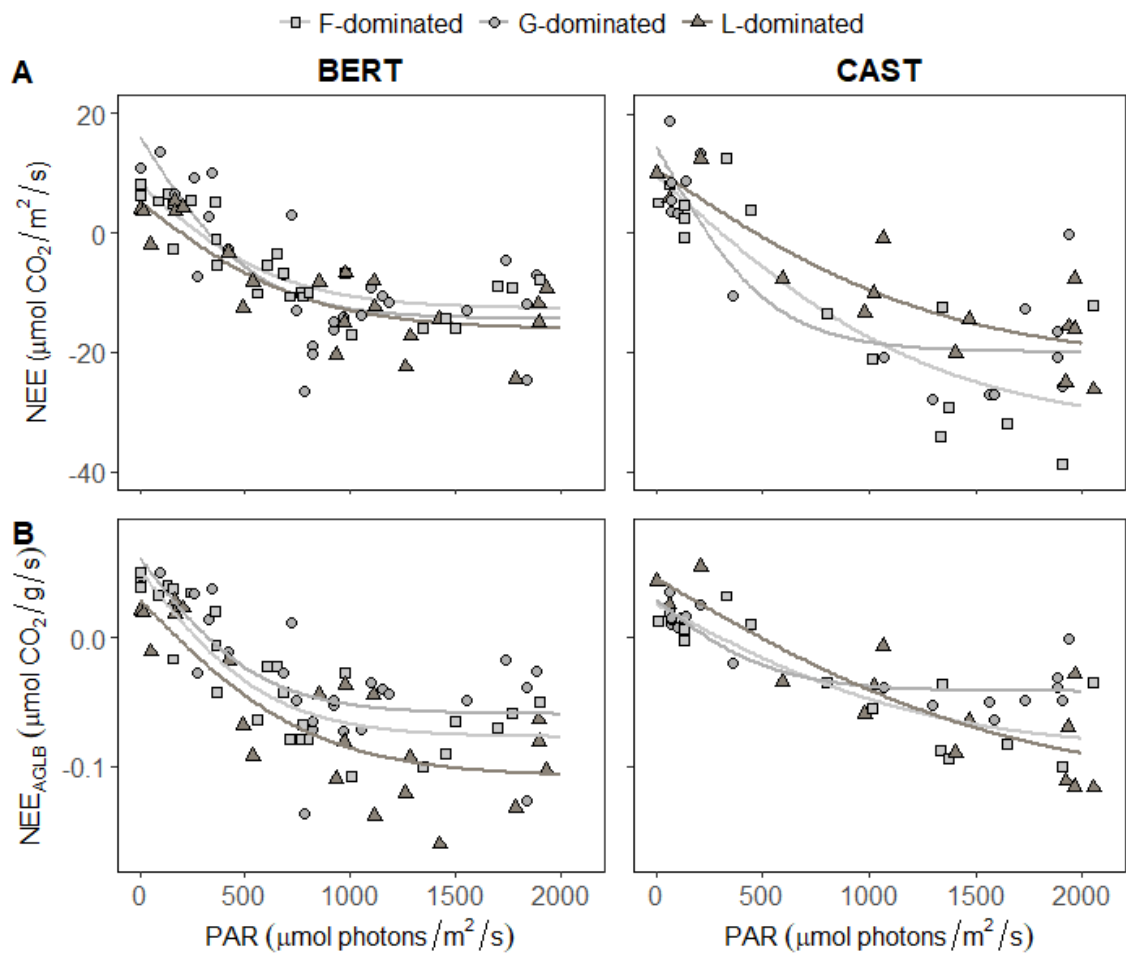 F-dominated G-dominated L-dominated
A BERT CAST
NEE (μmol CO₂/m²/s)
20
0
-20
-40
B
NEE_AGLB (μmol CO₂/g/s)
0.0
-0.1
0 500 1000 1500 2000 0 500 1000 1500 2000
PAR (μmol photons/m²/s) PAR (μmol photons/m²/s)